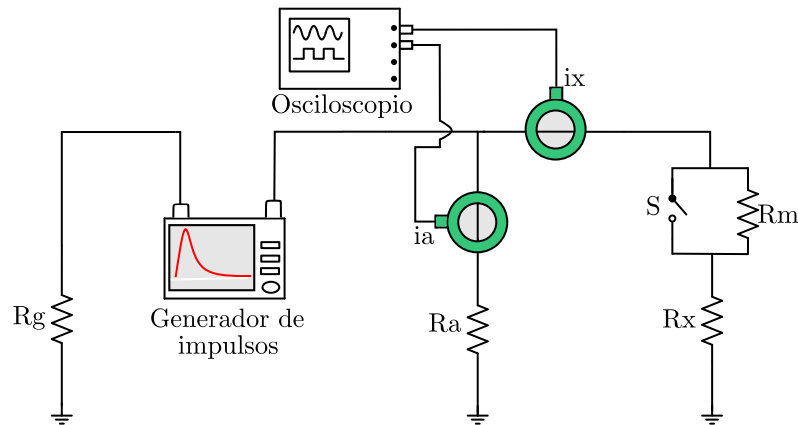 Osciloscopio
ix
ia
S
Rm
Rg
Generador de
impulsos
Ra
Rx